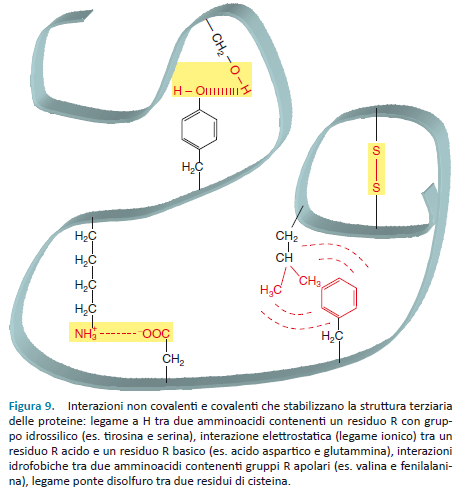 CH2
O
H
H – O
H2C
S
S
H2C
H2C
H2C
H2C
NH3+
-OOC
CH2
CH2
CH
H3C
CH3
H2C
Figura 9. Interazioni non covalenti e covalenti che stabilizzano la struttura terziaria
delle proteine: legame a H tra due amminoacidi contenenti un residuo R con grup-
po idrossilico (es. tirosina e serina), interazione elettrostatica (legame ionico) tra un
residuo R acido e un residuo R basico (es. acido aspartico e glutammina), interazioni
idrofobiche tra due amminoacidi contenenti gruppi R apolari (es. valina e fenilalani-
na), legame ponte disolfuro tra due residui di cisteina.